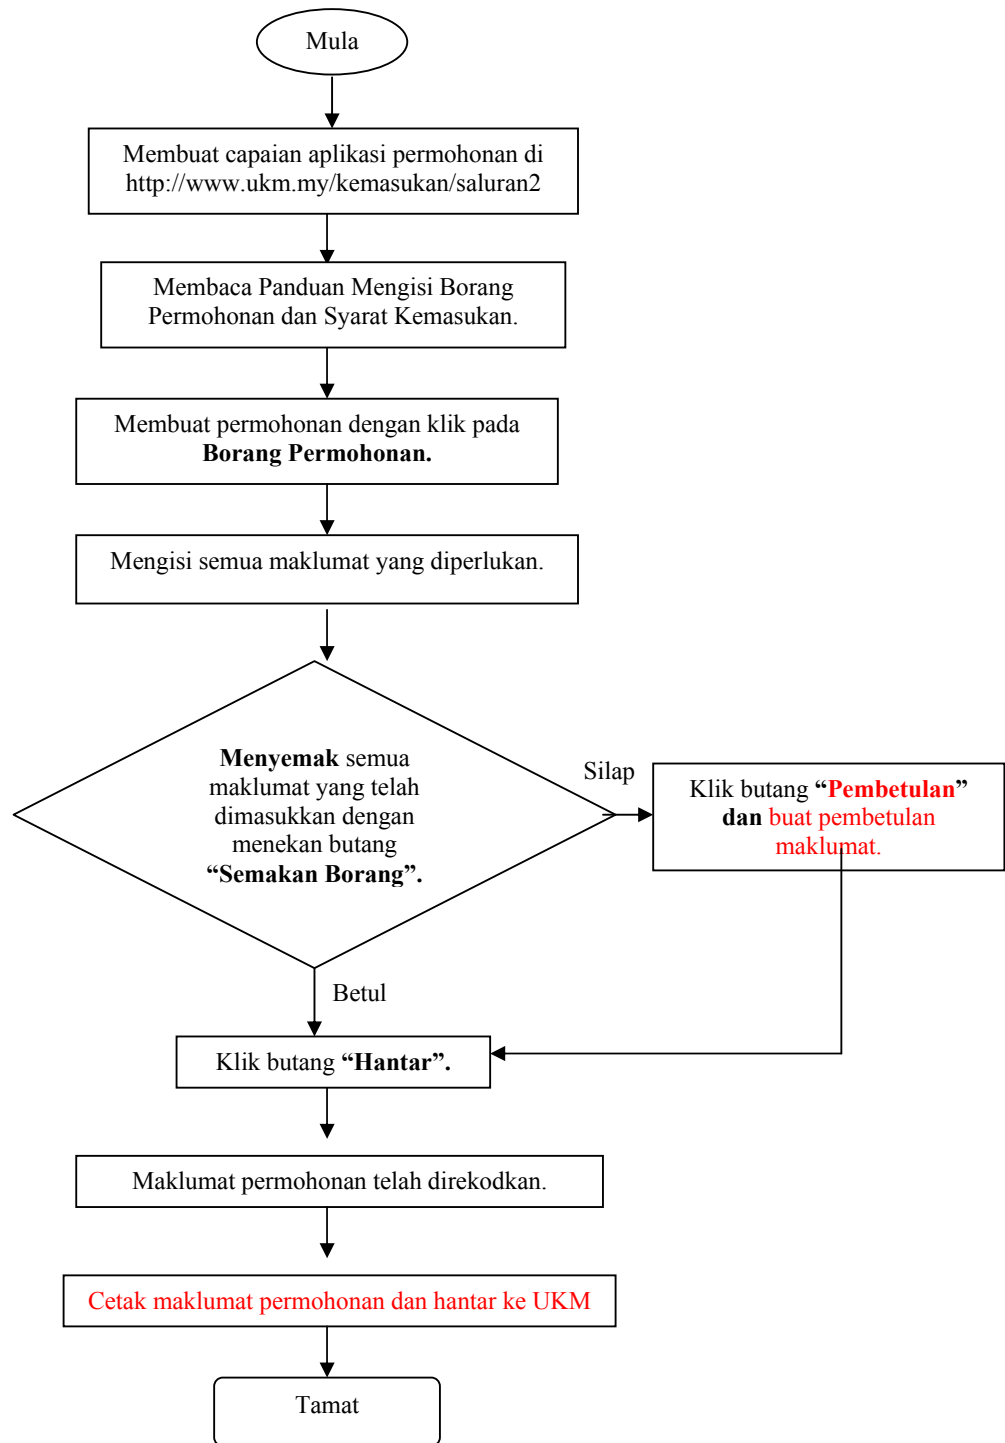 Mula
Membuat capaian aplikasi permohonan di
http://www.ukm.my/kemasukan/saluran2
Membaca Panduan Mengisi Borang
Permohonan dan Syarat Kemasukan.
Membuat permohonan dengan klik pada
Borang Permohonan.
Mengisi semua maklumat yang diperlukan.
Menyemak semua
maklumat yang telah
dimasukkan dengan
menekan butang
“Semakan Borang”.
Silap
Klik butang “Pembetulan”
dan buat pembetulan
maklumat.
Betul
Klik butang “Hantar”.
Maklumat permohonan telah direkodkan.
Cetak maklumat permohonan dan hantar ke UKM
Tamat